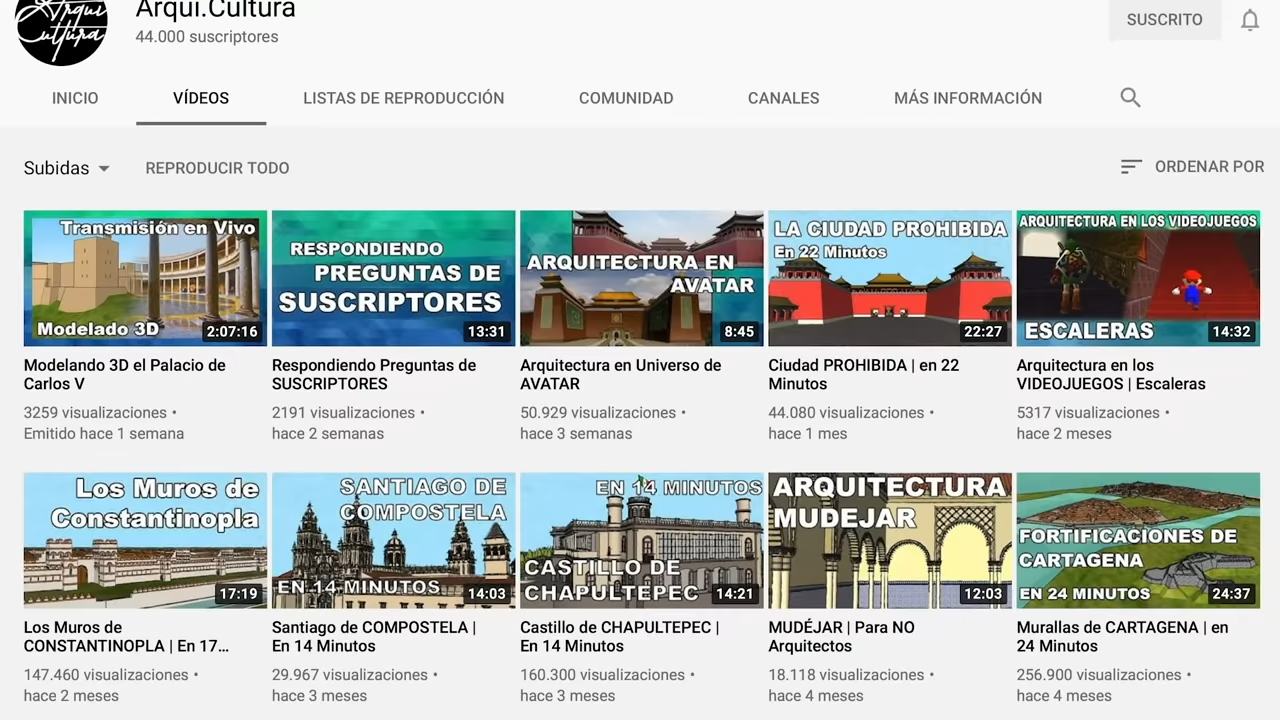 Arqui
Cultura
Arqui.Cultura
44.000 suscriptores
SUSCRITO
INICIO
VÍDEOS
LISTAS DE REPRODUCCIÓN
COMUNIDAD
CANALES
MÁS INFORMACIÓN
Subidas
REPRODUCIR TODO
ORDENAR POR
Transmisión en Vivo
Modelado 3D
2:07:16
RESPONDIENDO
PREGUNTAS DE
SUSCRIPTORES
13:31
ARQUITECTURA EN
AVATAR
8:45
LA CIUDAD PROHIBIDA
En 22 Minutos
22:27
ARQUITECTURA EN LOS VIDEOJUEGOS
ESCALERAS
14:32
Modelando 3D el Palacio de
Carlos V
3259 visualizaciones •
Emitido hace 1 semana
Respondiendo Preguntas de
SUSCRIPTORES
2191 visualizaciones •
hace 2 semanas
Arquitectura en Universo de
AVATAR
50.929 visualizaciones •
hace 3 semanas
Ciudad PROHIBIDA | en 22
Minutos
44.080 visualizaciones •
hace 1 mes
Arquitectura en los
VIDEOJUEGOS | Escaleras
5317 visualizaciones •
hace 2 meses
Los Muros de
Constantinopla
17:19
SANTIAGO DE
COMPOSTELA
EN 14 MINUTOS
14:03
EN 14 MINUTOS
CASTILLO DE
CHAPULTEPEC
14:21
ARQUITECTURA
MUDEJAR
12:03
FORTIFICACIONES DE
CARTAGENA
EN 24 MINUTOS
24:37
Los Muros de
CONSTANTINOPLA | En 17...
147.460 visualizaciones •
hace 2 meses
Santiago de COMPOSTELA |
En 14 Minutos
29.967 visualizaciones •
hace 3 meses
Castillo de CHAPULTEPEC |
En 14 Minutos
160.300 visualizaciones •
hace 3 meses
MUDÉJAR | Para NO
Arquitectos
18.118 visualizaciones •
hace 4 meses
Murallas de CARTAGENA | en
24 Minutos
256.900 visualizaciones •
hace 4 meses